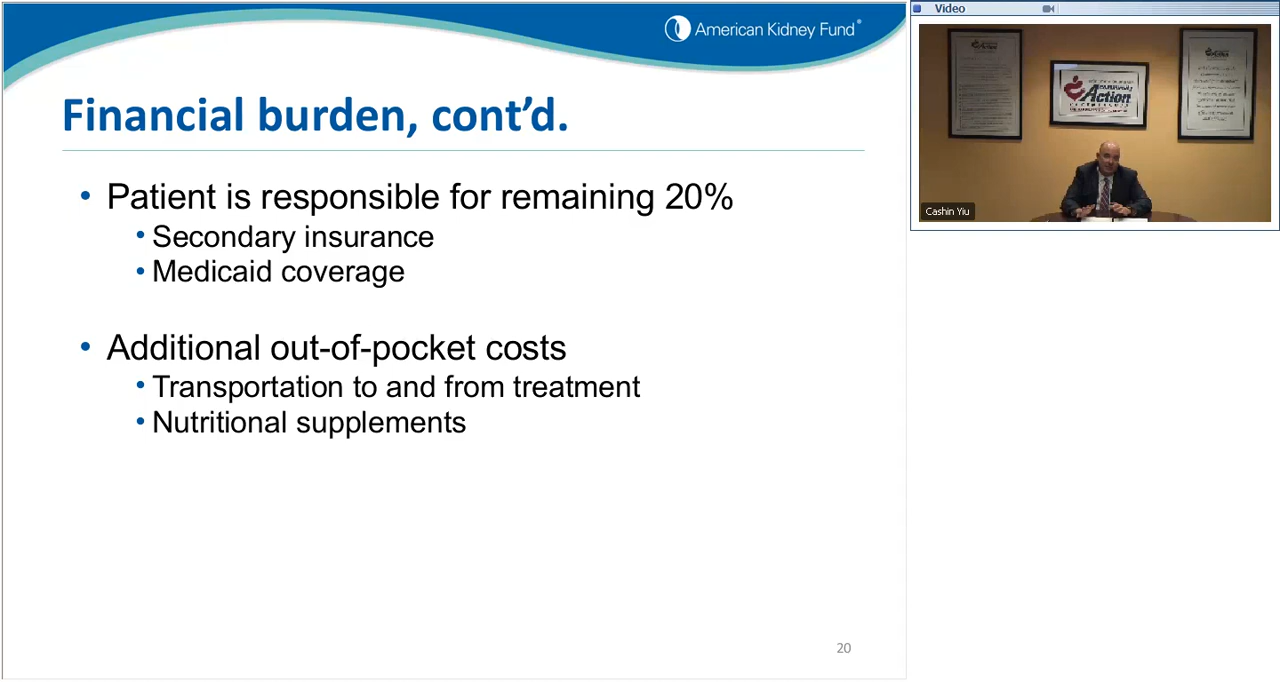 American Kidney Fund®
Financial burden, cont’d.
• Patient is responsible for remaining 20%
• Secondary insurance
• Medicaid coverage
• Additional out-of-pocket costs
• Transportation to and from treatment
• Nutritional supplements
20
Video
Action
Cashin Yiu